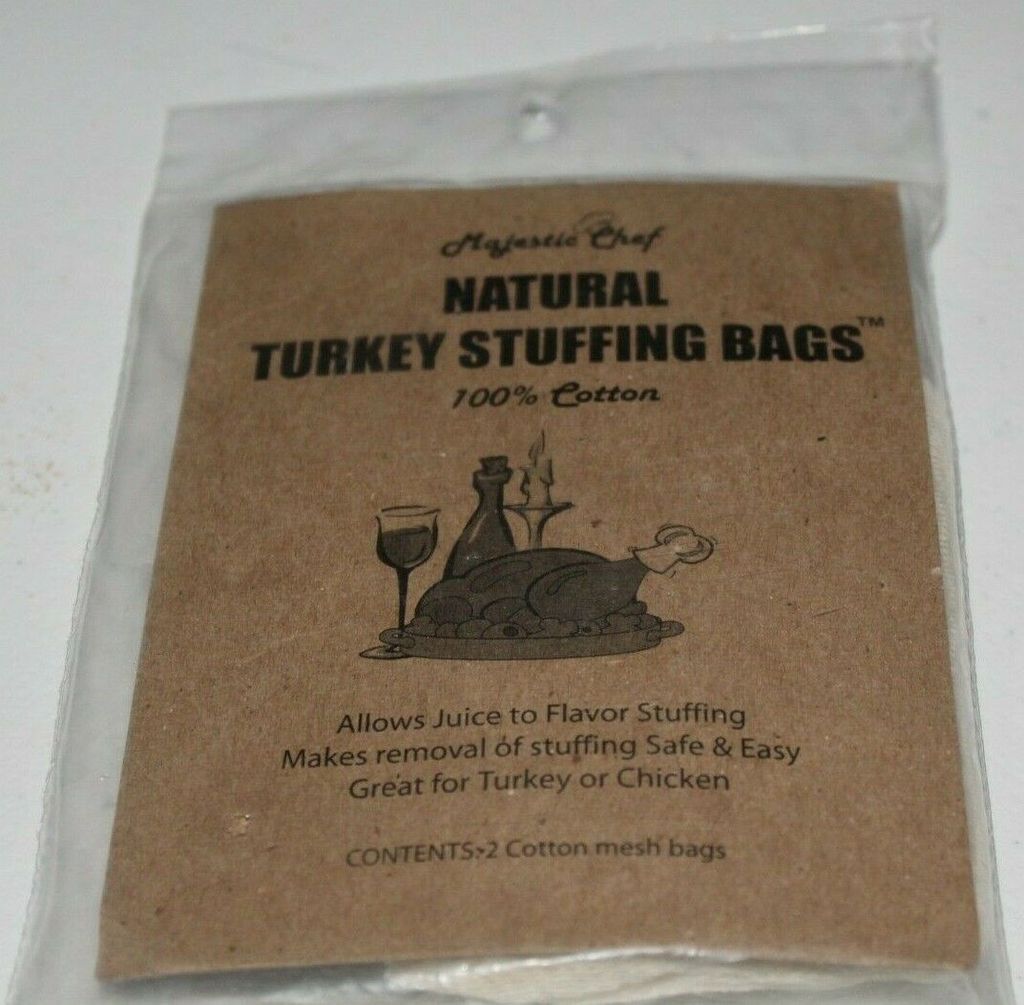 Majestic Chef
NATURAL
TURKEY STUFFING BAGS™
100% Cotton
Allows Juice to Flavor Stuffing
Makes removal of stuffing Safe & Easy
Great for Turkey or Chicken
CONTENTS:-2 Cotton mesh bags